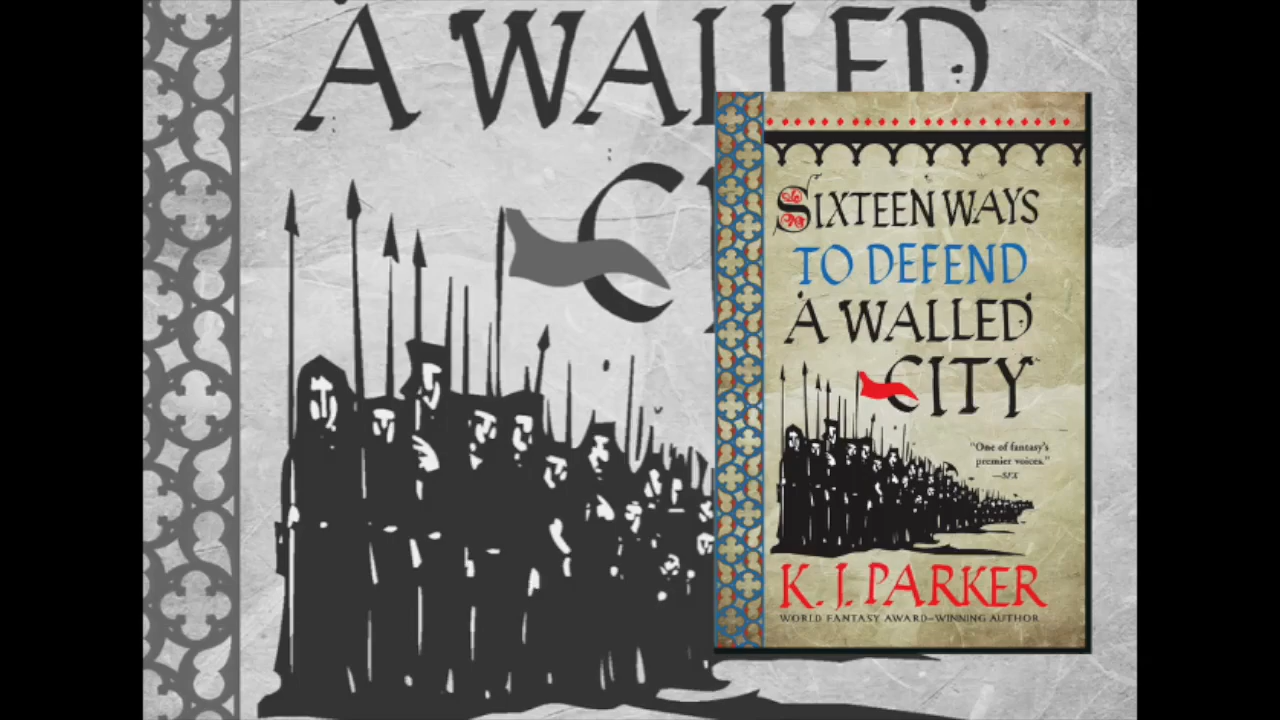 A WALLED
CI
SIXTEEN WAYS
TO DEFEND
A WALLED
CITY
"One of fantasy's
premier voices."
—SFX
K. J. PARKER
WORLD FANTASY AWARD–WINNING AUTHOR